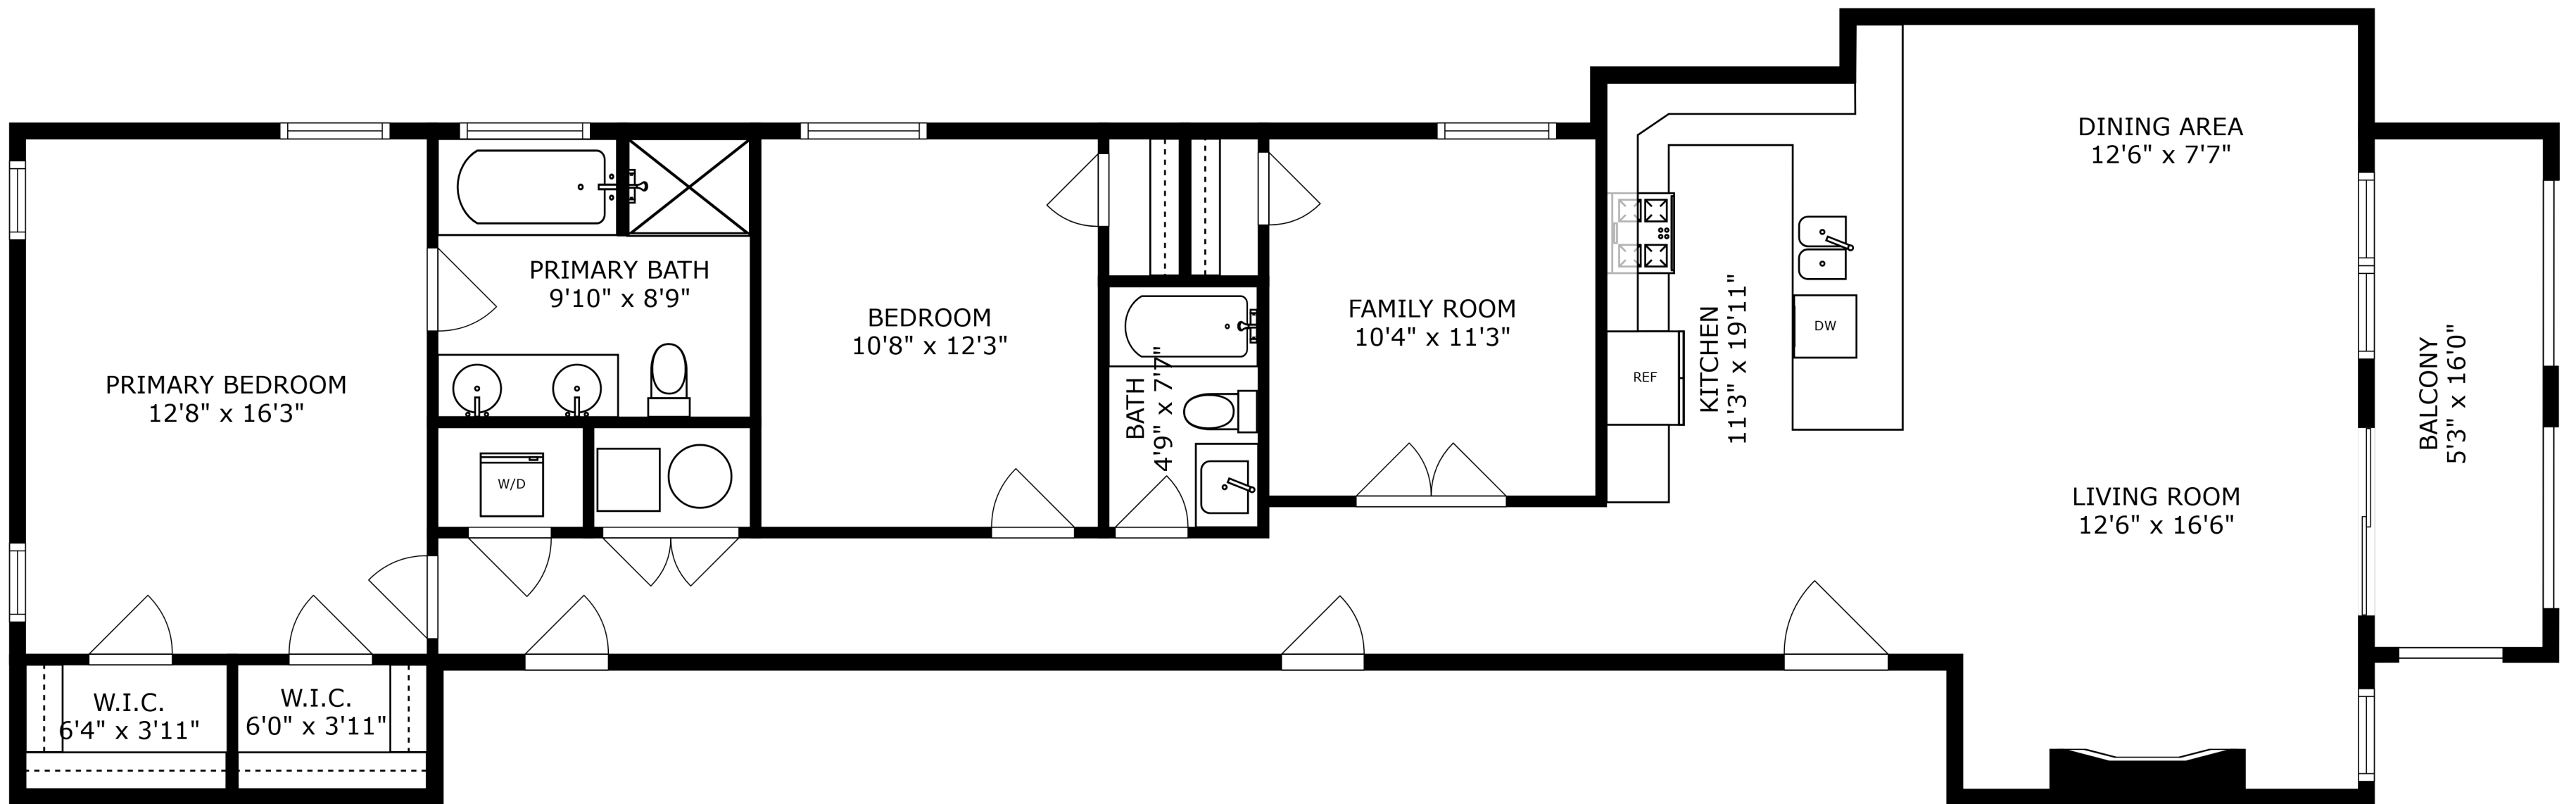 PRIMARY BEDROOM
12'8" x 16'3"
W.I.C.
6'4" x 3'11"
W.I.C.
6'0" x 3'11"
PRIMARY BATH
9'10" x 8'9"
W/D
BEDROOM
10'8" x 12'3"
BATH
4'9" x 7'7"
FAMILY ROOM
10'4" x 11'3"
REF
KITCHEN
11'3" x 19'11"
DW
DINING AREA
12'6" x 7'7"
LIVING ROOM
12'6" x 16'6"
BALCONY
5'3" x 16'0"